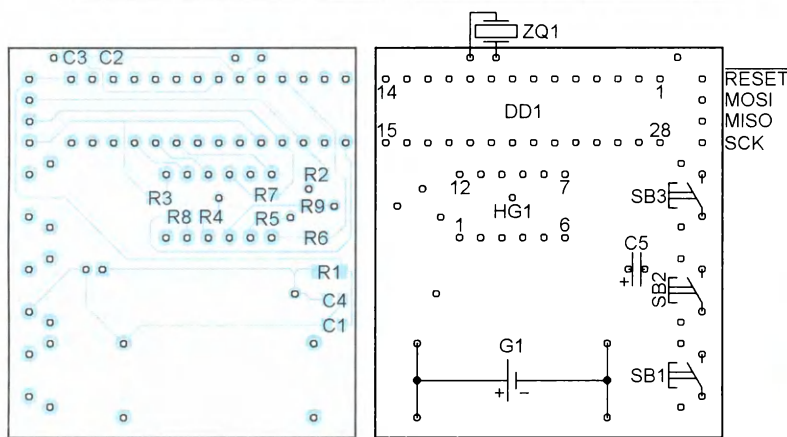 ZQ1
C3 C2
R3
R8 R4
R7
R5
R2
R9
R6
R1
C4
C1
14
1
DD1
15
28
RESET
MOSI
MISO
SCK
12
7
HG1
1
6
SB3
C5
+
SB2
G1
+ −
SB1